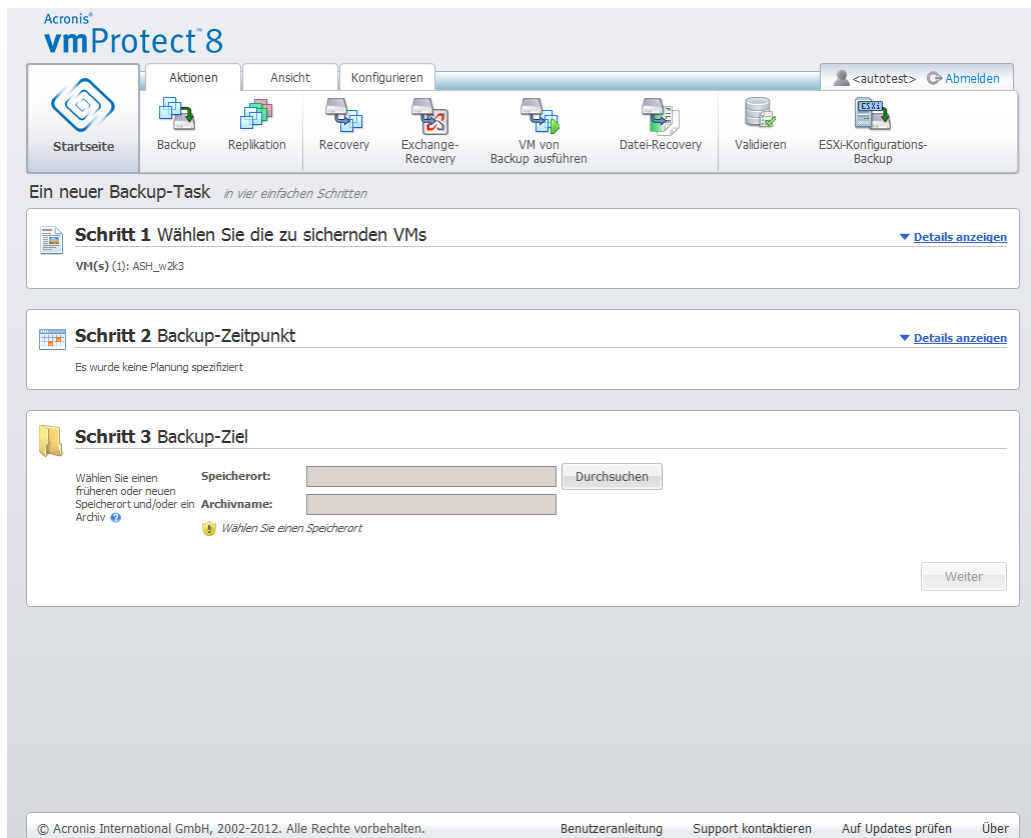 Acronis®
vmProtect™ 8
Aktionen
Ansicht
Konfigurieren
<autotest>
Abmelden
Startseite
Backup
Replikation
Recovery
Exchange-
Recovery
VM von
Backup ausführen
Datei-Recovery
Validieren
ESXi
ESXi-Konfigurations-
Backup
Ein neuer Backup-Task in vier einfachen Schritten
Schritt 1 Wählen Sie die zu sichernden VMs
Details anzeigen
VM(s) (1): ASH_w2k3
Schritt 2 Backup-Zeitpunkt
Details anzeigen
Es wurde keine Planung spezifiziert
Schritt 3 Backup-Ziel
Wählen Sie einen
früheren oder neuen
Speicherort und/oder ein
Archiv
Speicherort:
Durchsuchen
Archivname:
Wählen Sie einen Speicherort
Weiter
© Acronis International GmbH, 2002-2012. Alle Rechte vorbehalten.
Benutzeranleitung
Support kontaktieren
Auf Updates prüfen
Über